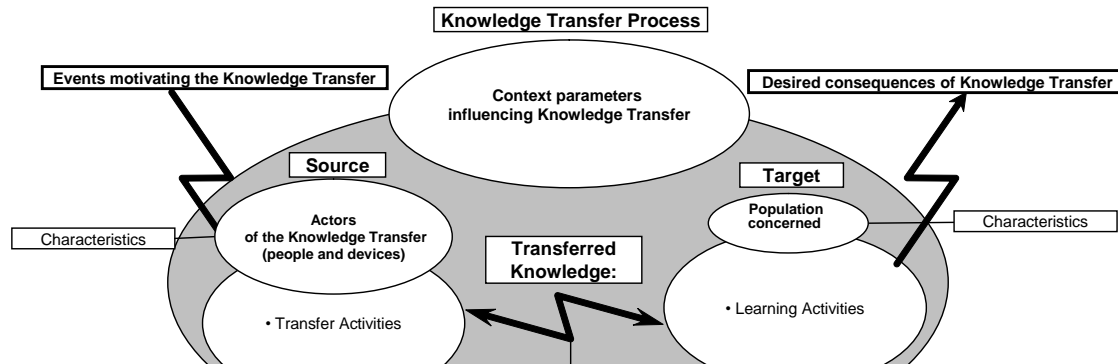 Knowledge Transfer Process
Events motivating the Knowledge Transfer
Desired consequences of Knowledge Transfer
Context parameters
influencing Knowledge Transfer
Source
Target
Actors
of the Knowledge Transfer
(people and devices)
Population
concerned
Characteristics
Characteristics
Transferred
Knowledge:
• Transfer Activities
• Learning Activities